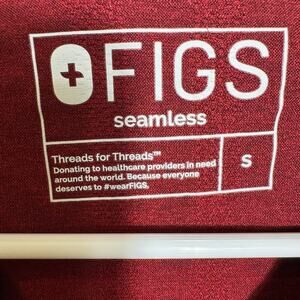 FIGS
seamless
Threads for Threads™
Donating to healthcare providers in need
around the world. Because everyone
deserves to #wearFIGS.
S